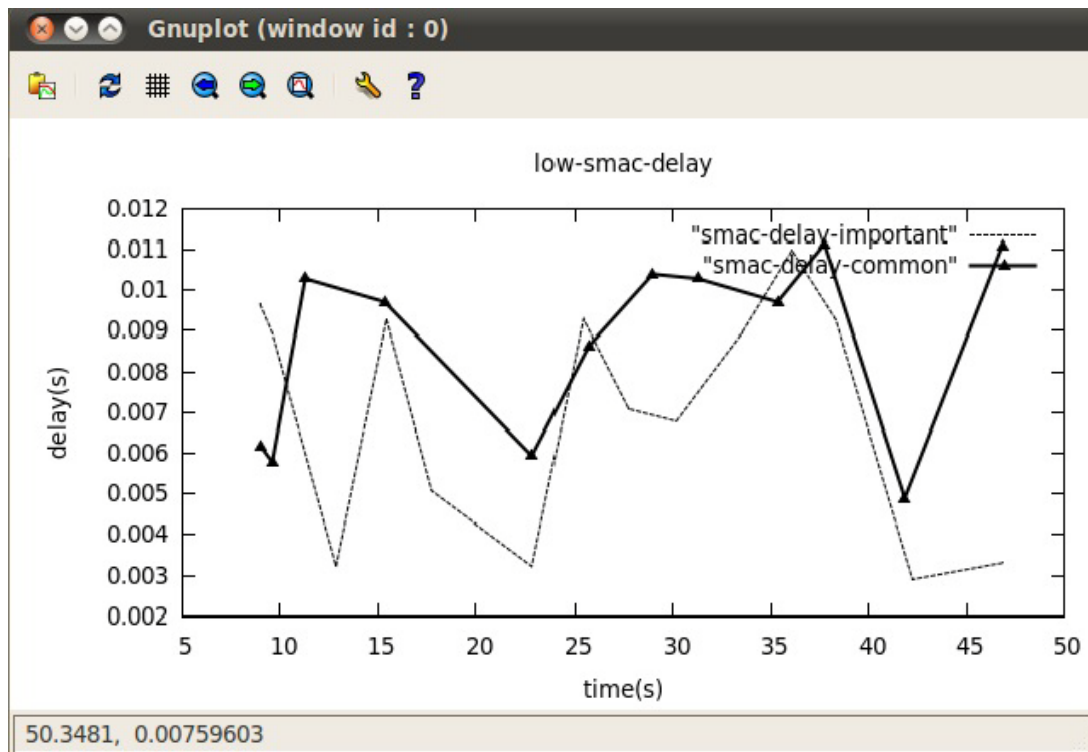 Gnuplot (window id : 0)
?
low-smac-delay
0.012
0.011
0.01
0.009
0.008
0.007
0.006
0.005
0.004
0.003
0.002
delay(s)
"smac-delay-important"
"smac-delay-common"
5 10 15 20 25 30 35 40 45 50
time(s)
50.3481, 0.00759603